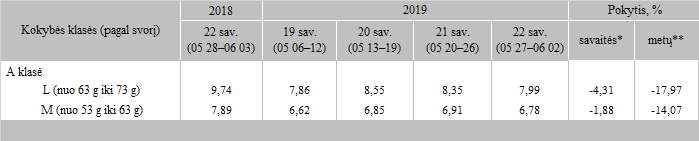 Kokybės klasės (pagal svorį) 2018 2019 Pokytis, %
22 sav. (05 28–06 03) 19 sav. (05 06–12) 20 sav. (05 13–19) 21 sav. (05 20–26) 22 sav. (05 27–06 02) savaitės* metų**
A klasė
L (nuo 63 g iki 73 g) 9,74 7,86 8,55 8,35 7,99 -4,31 -17,97
M (nuo 53 g iki 63 g) 7,89 6,62 6,85 6,91 6,78 -1,88 -14,07